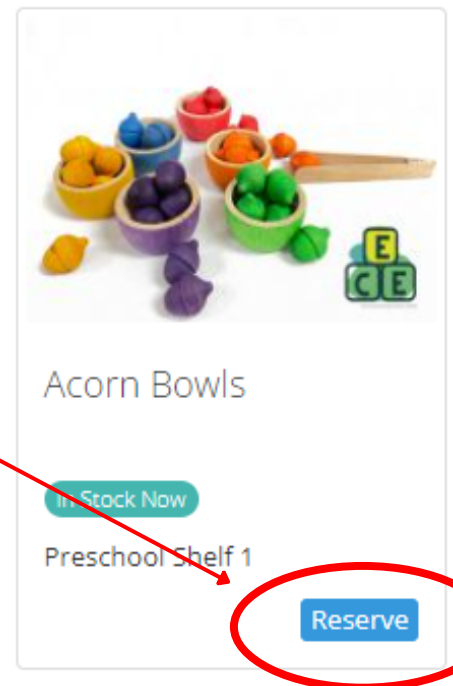 E
C E
Acorn Bowls
In Stock Now
Preschool Shelf 1
Reserve